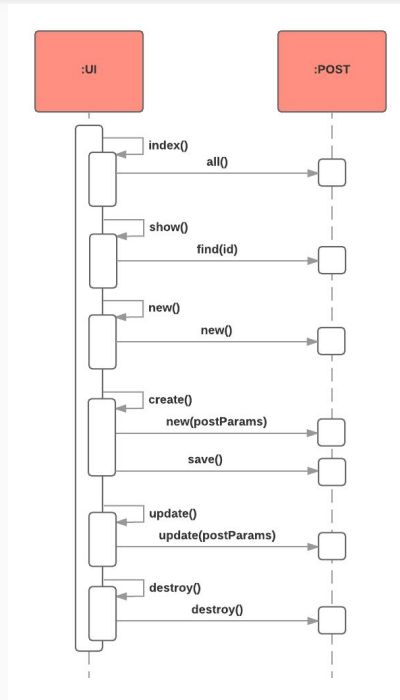 :UI
:POST
index()
all()
show()
find(id)
new()
new()
create()
new(postParams)
save()
update()
update(postParams)
destroy()
destroy()